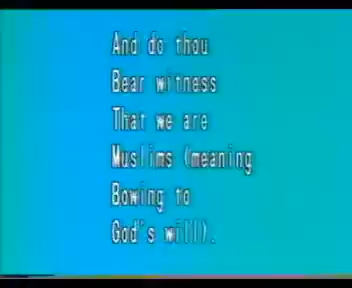 And do thou
Bear witness
That we are
Muslims (meaning
Bowing to
God's will).